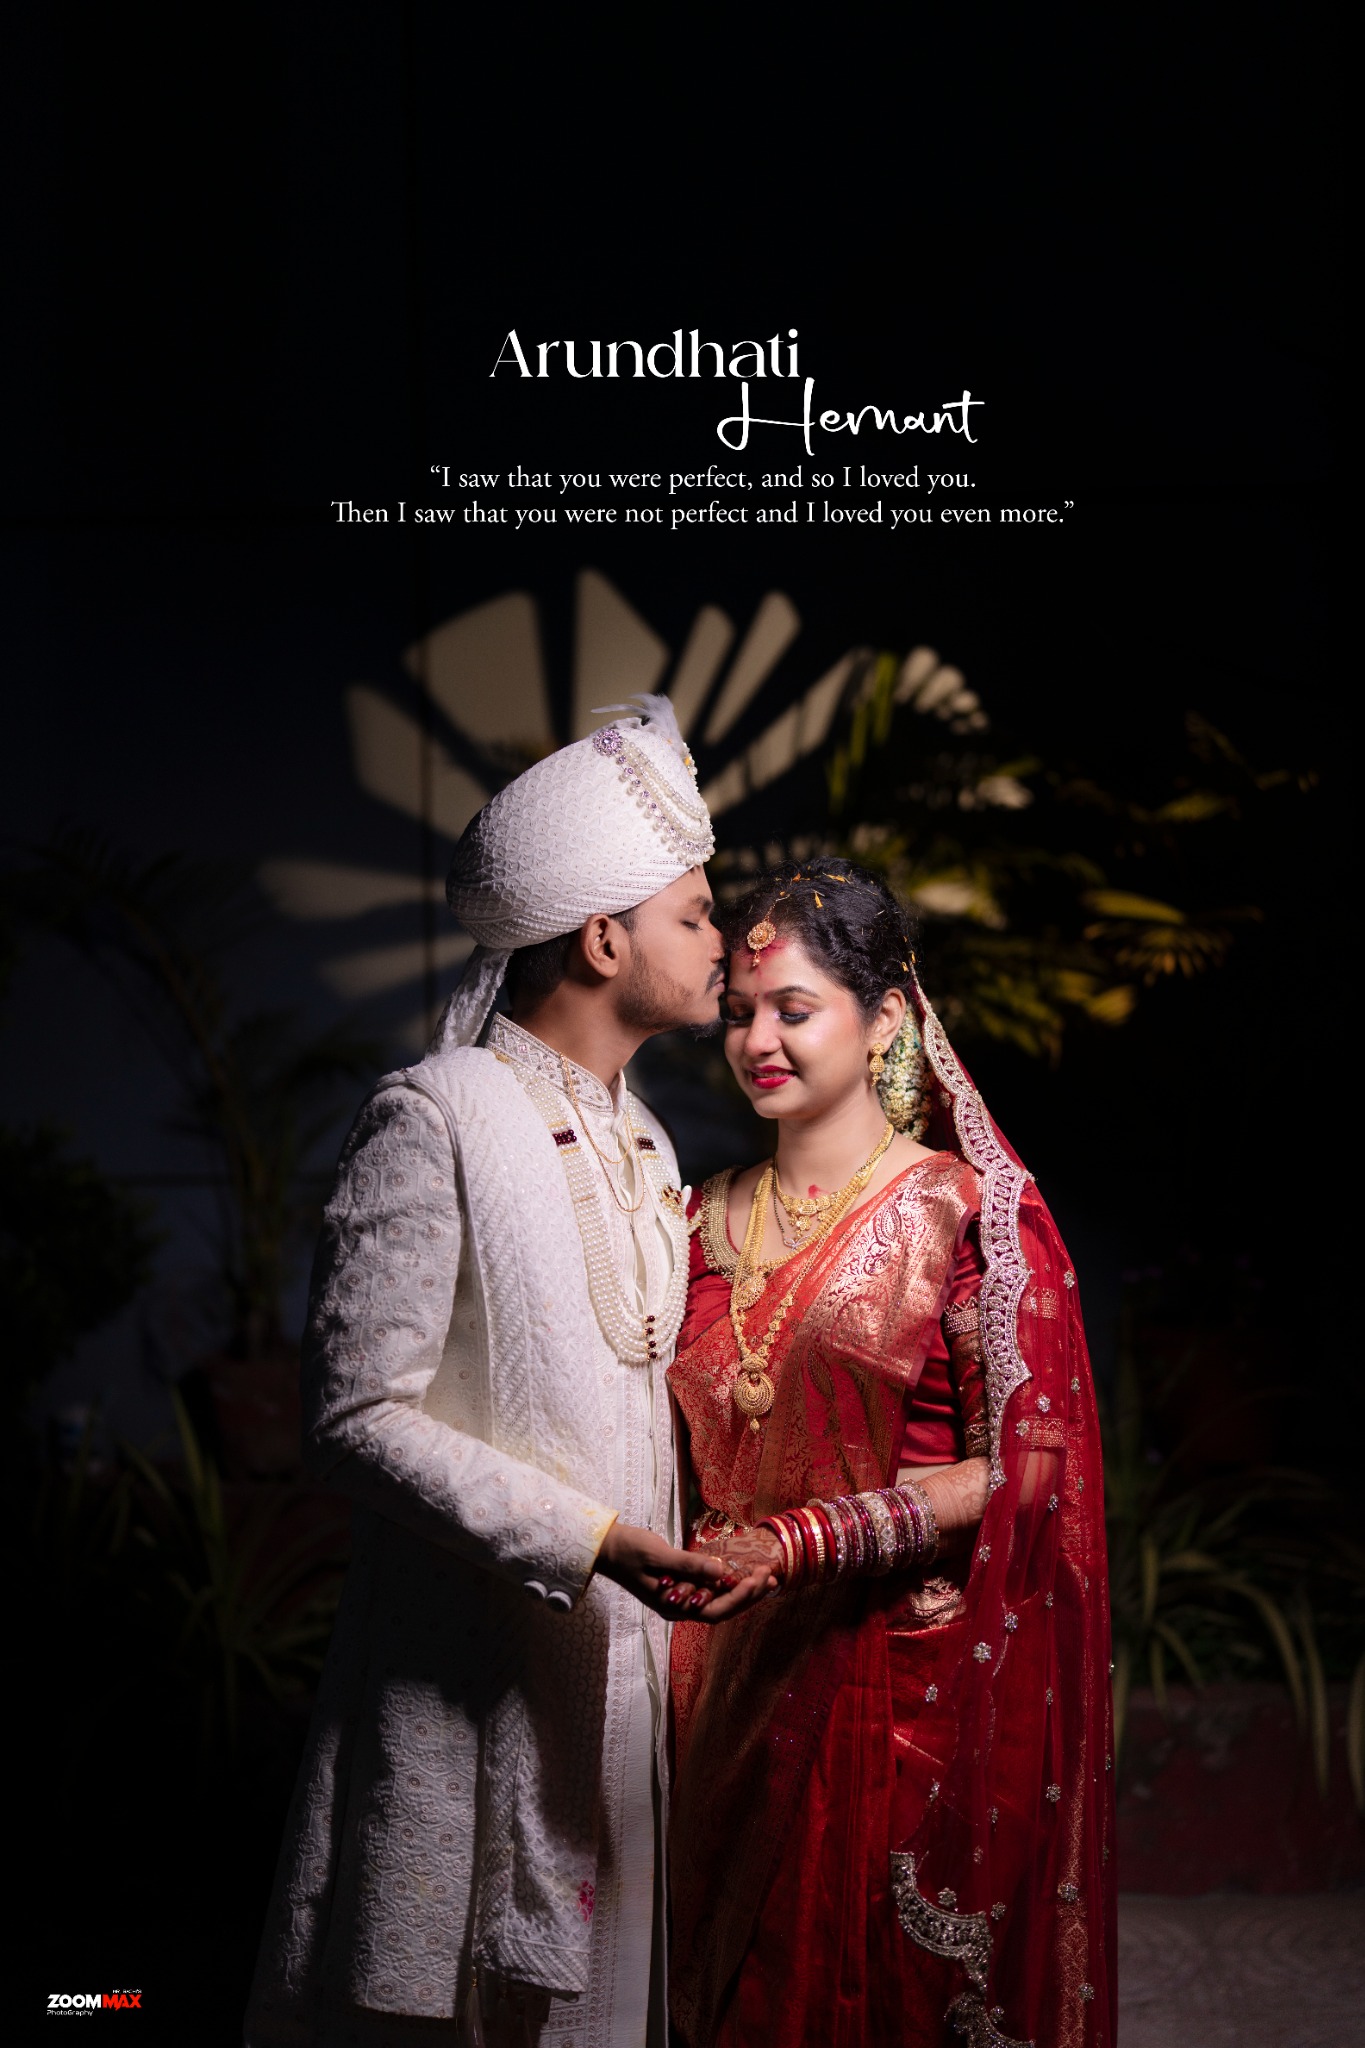 Arundhati
Hemant
“I saw that you were perfect, and so I loved you.
Then I saw that you were not perfect and I loved you even more.”
ZOOMMAX
PhotoGraphy